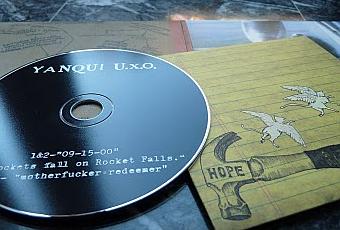 YANQUI U.X.O.
1&2-"09-15-00"
ockets fall on Rocket Falls."
- "motherfucker=redeemer"
HOPE